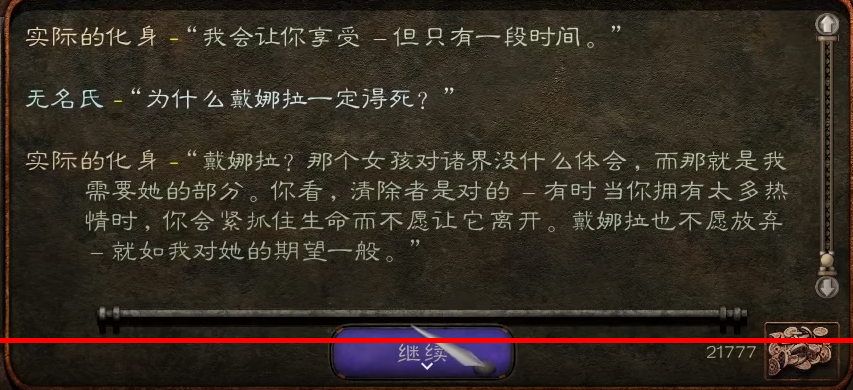 实际的化身 -“我会让你享受 - 但只有一段时间。”
无名氏 -“为什么戴娜拉一定得死？”
实际的化身 -“戴娜拉？那个女孩对诸界没什么体会，而那就是我
需要她的部分。你看，清除者是对的 - 有时当你拥有太多热
情时，你会紧抓住生命而不愿让它离开。戴娜拉也不愿放弃
- 就如我对她的期望一般。”
继续
21777